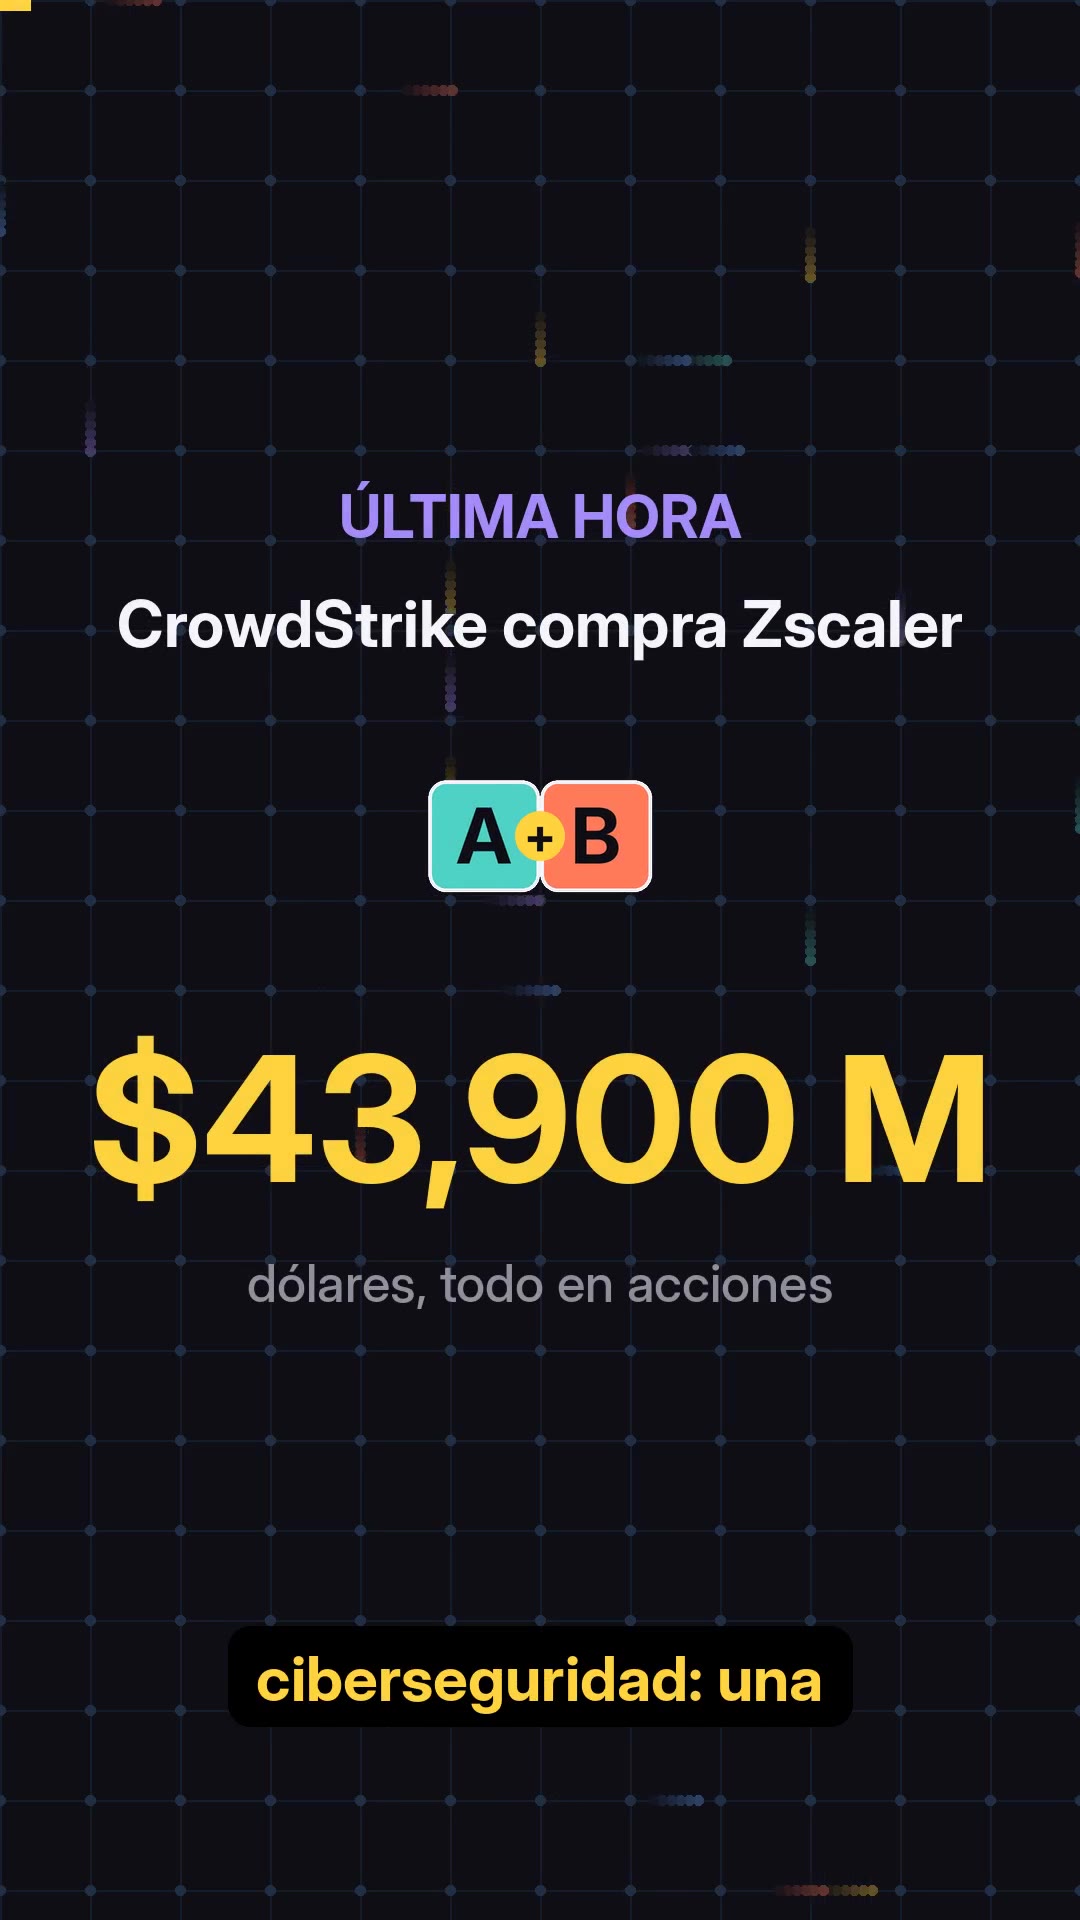 ÚLTIMA HORA
CrowdStrike compra Zscaler
A + B
$43,900 M
dólares, todo en acciones
ciberseguridad: una